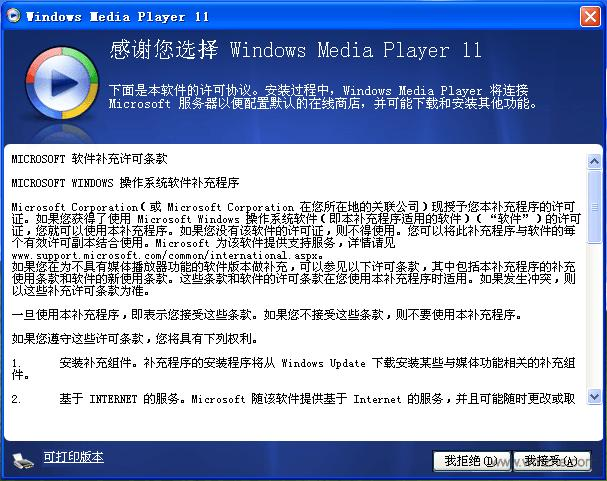 Windows Media Player 11
感谢您选择 Windows Media Player 11
下面是本软件的许可协议。安装过程中，Windows Media Player 将连接
Microsoft 服务器以便配置默认的在线商店，并可能下载和安装其他功能。
MICROSOFT 软件补充许可条款
MICROSOFT WINDOWS 操作系统软件补充程序
Microsoft Corporation（或 Microsoft Corporation 在您所在地的关联公司）现授予您本补充程序的许可
证。如果您获得了使用 Microsoft Windows 操作系统软件（即本补充程序适用的软件）（“软件”）的许可
证，您就可以使用本补充程序。如果您没有该软件的许可证，则不得使用。您可以将此补充程序与软件的每
个有效许可副本结合使用。Microsoft 为该软件提供支持服务，详情请见
www.support.microsoft.com/common/international.aspx。
如果您在为不具有媒体播放器功能的软件版本做补充，可以参见以下许可条款，其中包括本补充程序的补充
使用条款和软件的新使用条款。这些条款和软件的许可条款在您使用本补充程序时适用。如果发生冲突，则
以这些补充许可条款为准。
一旦使用本补充程序，即表示您接受这些条款。如果您不接受这些条款，则不要使用本补充程序。
如果您遵守这些许可条款，您将具有下列权利。
1. 安装补充组件。补充程序的安装程序将从 Windows Update 下载安装某些与媒体功能相关的补充组
件。
2. 基于 INTERNET 的服务。Microsoft 随该软件提供基于 Internet 的服务，并且可能随时更改或取
可打印版本
我拒绝(D) 我接受(A)